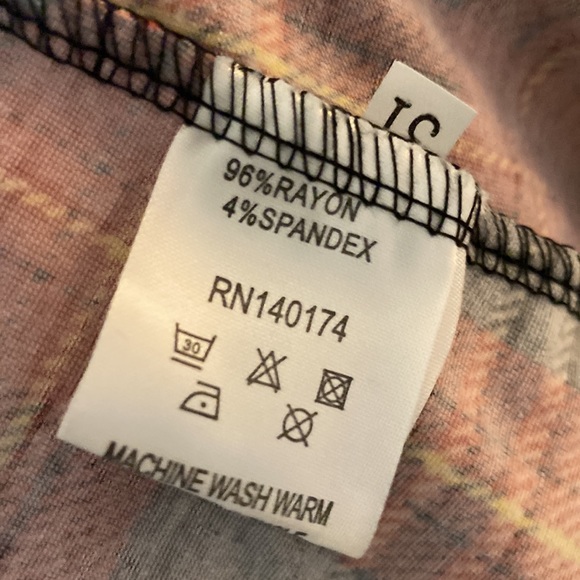 96%RAYON
4%SPANDEX
RN140174
30
MACHINE WASH WARM